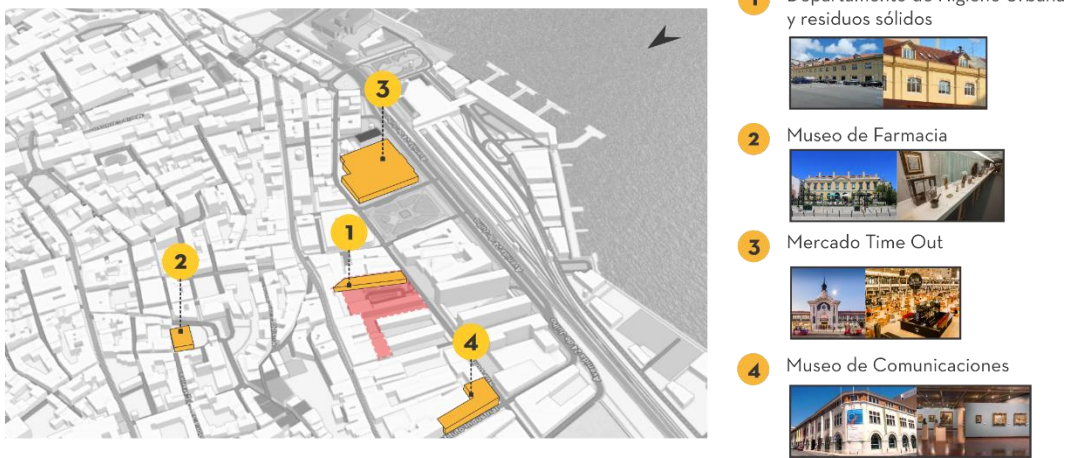 1
Departamento de Higiene Urbana
y residuos sólidos
2
Museo de Farmacia
3
Mercado Time Out
4
Museo de Comunicaciones
3
1
2
4